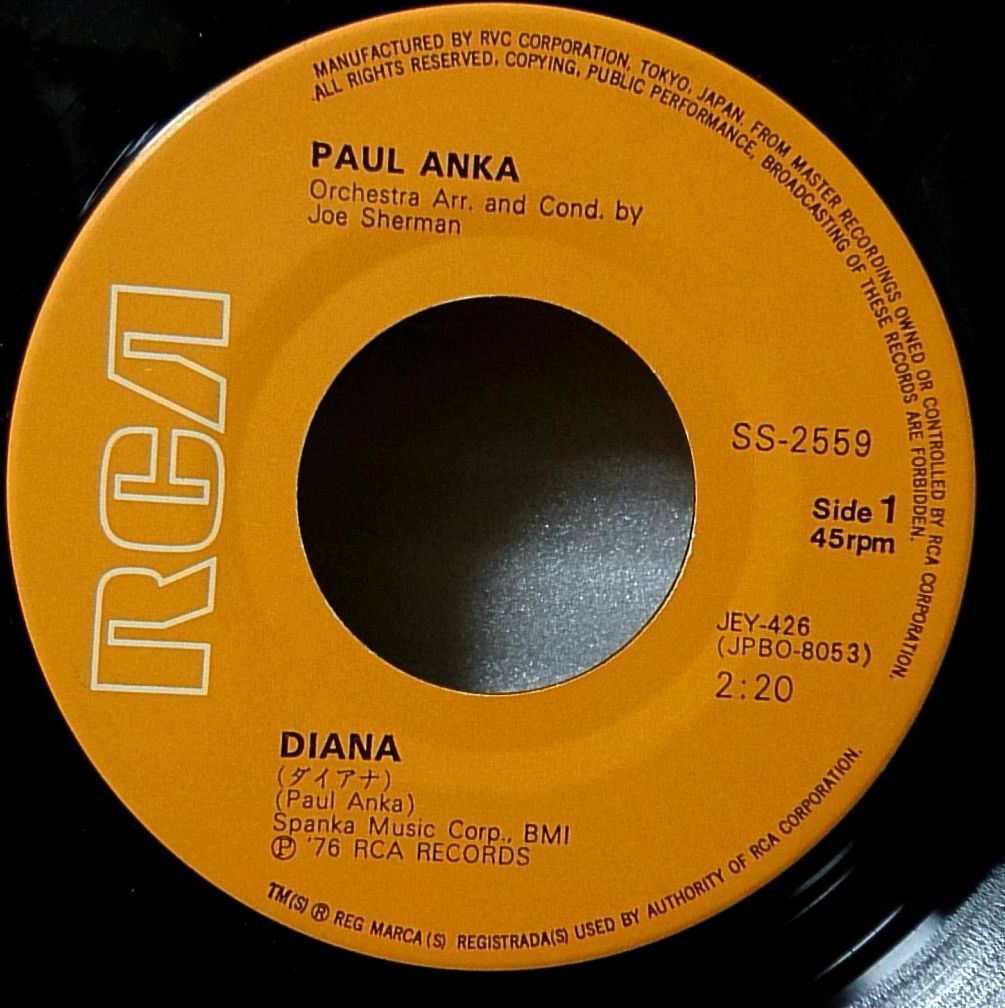 MANUFACTURED BY RVC CORPORATION, TOKYO, JAPAN, FROM MASTER RECORDINGS OWNED OR CONTROLLED BY RCA CORPORATION.
ALL RIGHTS RESERVED. COPYING, PUBLIC PERFORMANCE, BROADCASTING OF THESE RECORDS ARE FORBIDDEN.
PAUL ANKA
Orchestra Arr. and Cond. by
Joe Sherman
RCA
SS-2559
Side 1
45rpm
JEY-426
(JPBO-8053)
2:20
DIANA
(ダイアナ)
(Paul Anka)
Spanka Music Corp., BMI
Ⓟ '76 RCA RECORDS
TM(S) ® REG MARCA(S) REGISTRADA(S) USED BY AUTHORITY OF RCA CORPORATION.